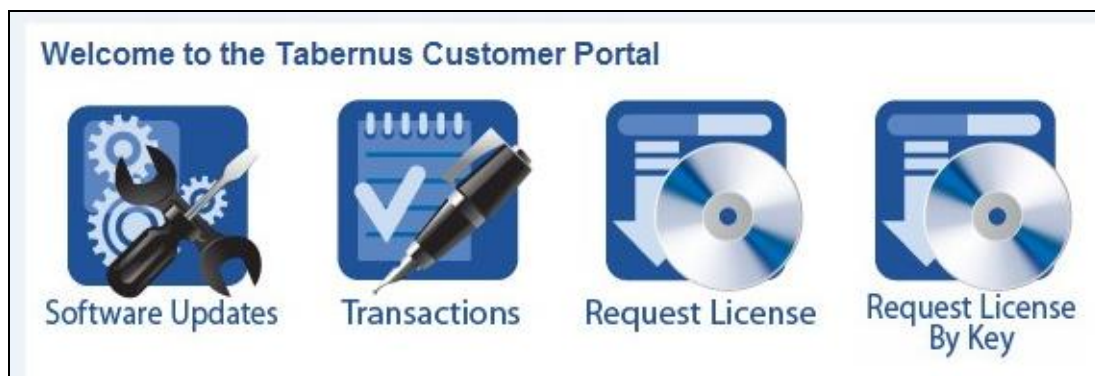 Welcome to the Tabernus Customer Portal
Software Updates
Transactions
Request License
Request License
By Key